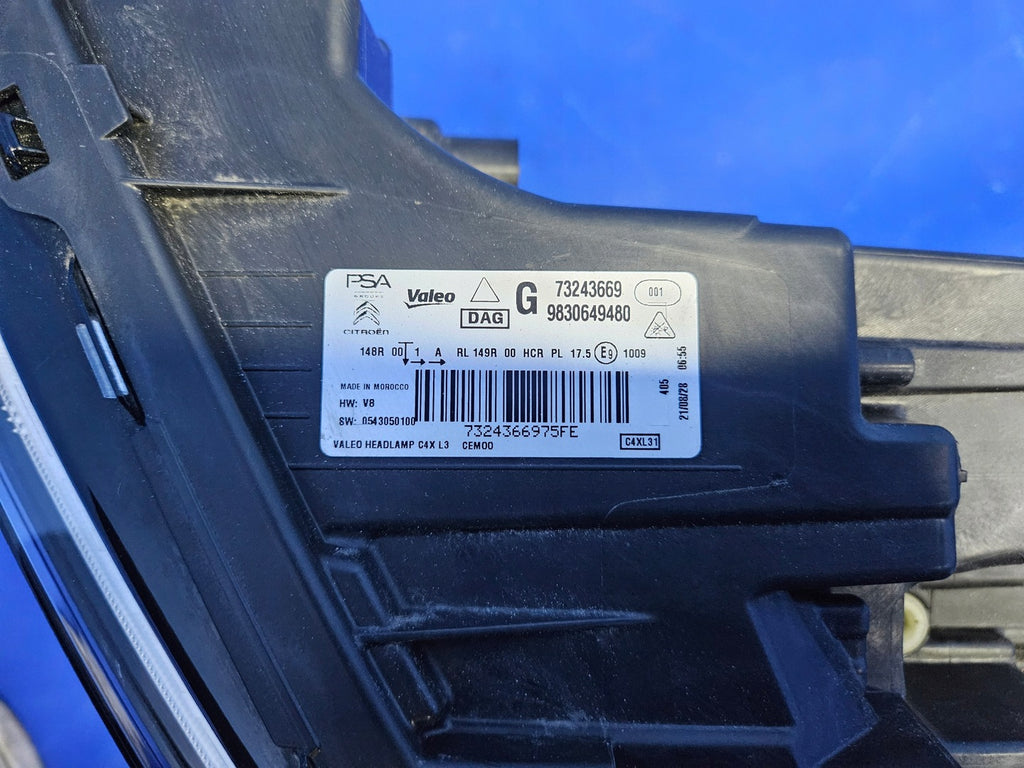 PSA
GROUPE
CITROËN
Valeo
DAG
G
73243669
9830649480
001
148R 00 1 A RL 149R 00 HCR PL 17.5 E9 1009
MADE IN MOROCCO
HW: V8
SW: 0543050100
7324366975FE
VALEO HEADLAMP C4X L3 CEM00
C4XL31
405
21/08/28 06:55